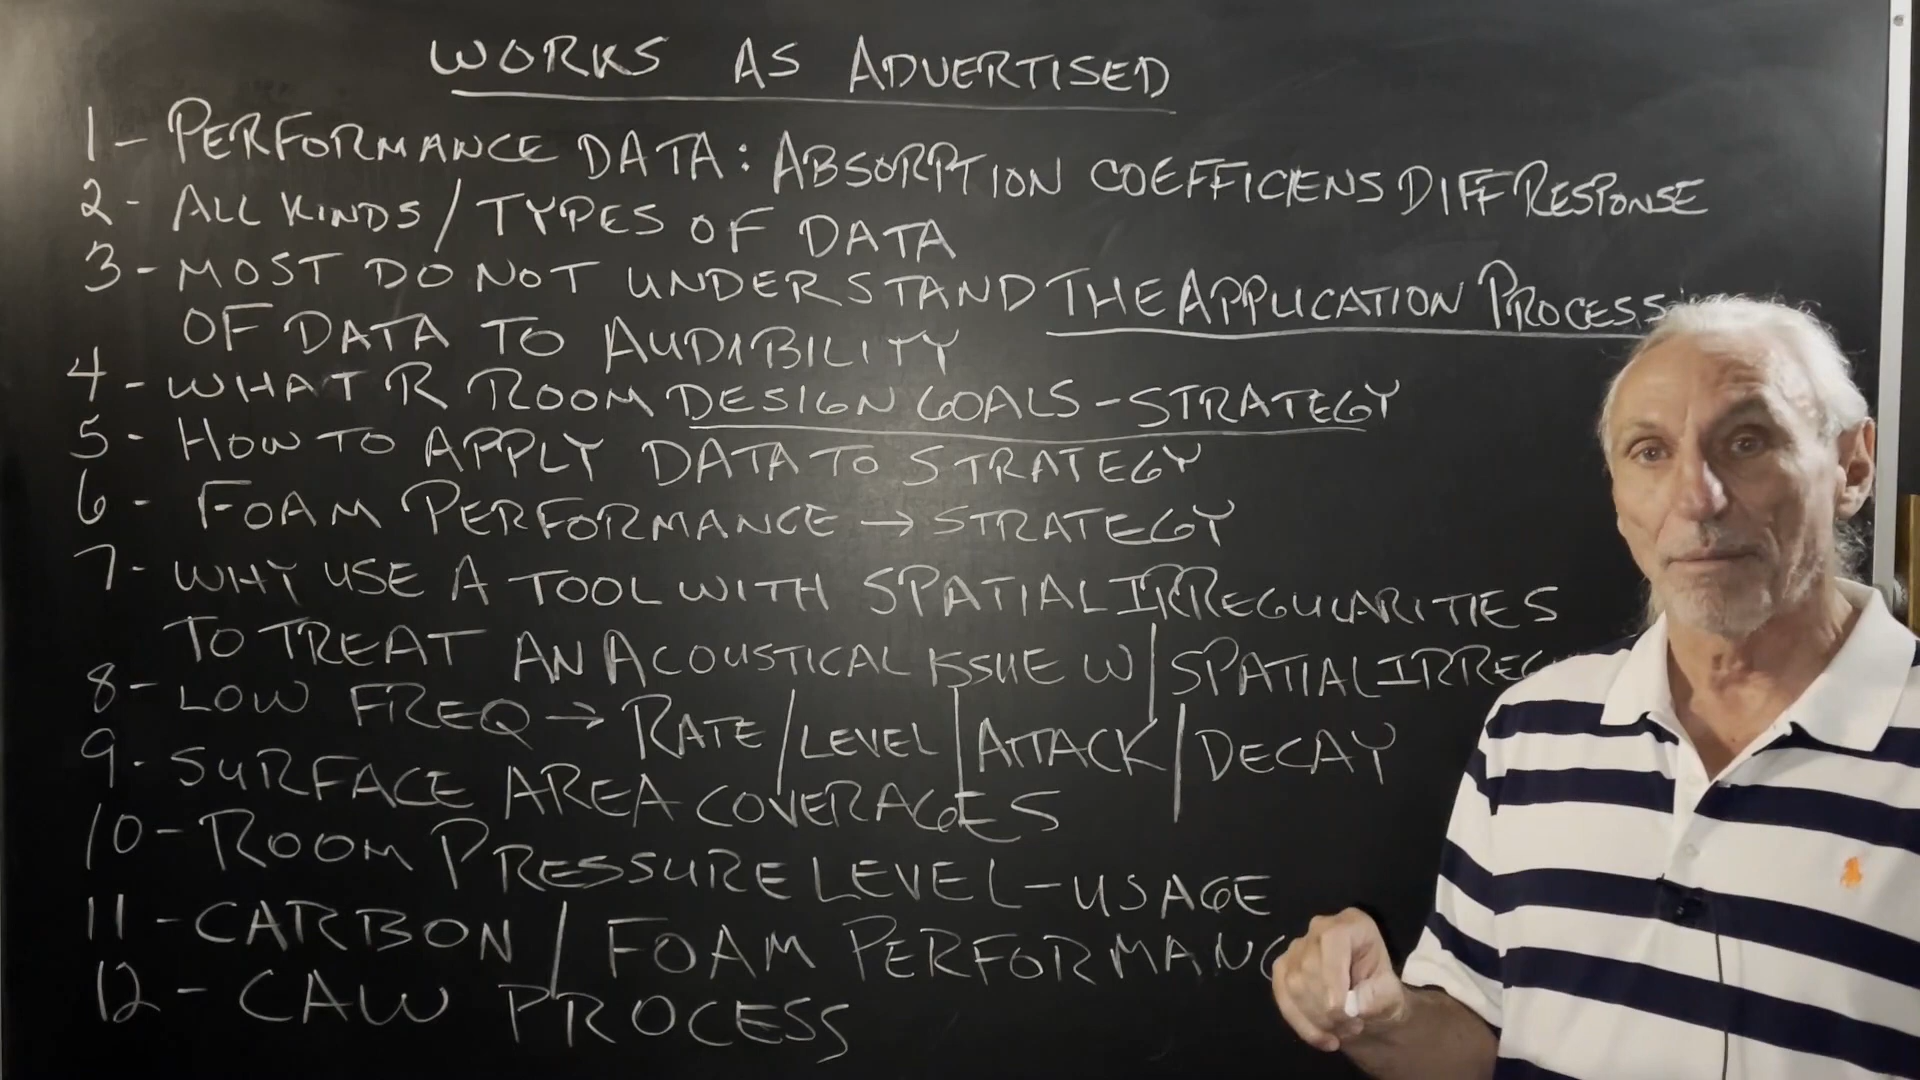 WORKS AS ADVERTISED
1 - PERFORMANCE DATA: ABSORPTION COEFFICIENS DIFF RESPONSE
2 - ALL KINDS / TYPES OF DATA
3 - MOST DO NOT UNDERSTAND THE APPLICATION PROCESS
OF DATA TO AUDIBILITY
4 - WHAT R ROOM DESIGN GOALS - STRATEGY
5 - HOW TO APPLY DATA TO STRATEGY
6 - FOAM PERFORMANCE → STRATEGY
7 - WHY USE A TOOL WITH SPATIAL IRREGULARITIES
TO TREAT AN ACOUSTICAL ISSUE W/ SPATIAL IRREG
8 - LOW FREQ → RATE / LEVEL / ATTACK / DECAY
9 - SURFACE AREA COVERAGES
10 - ROOM PRESSURE LEVEL - USAGE
11 - CARBON / FOAM PERFORMANC
12 - CAW PROCESS